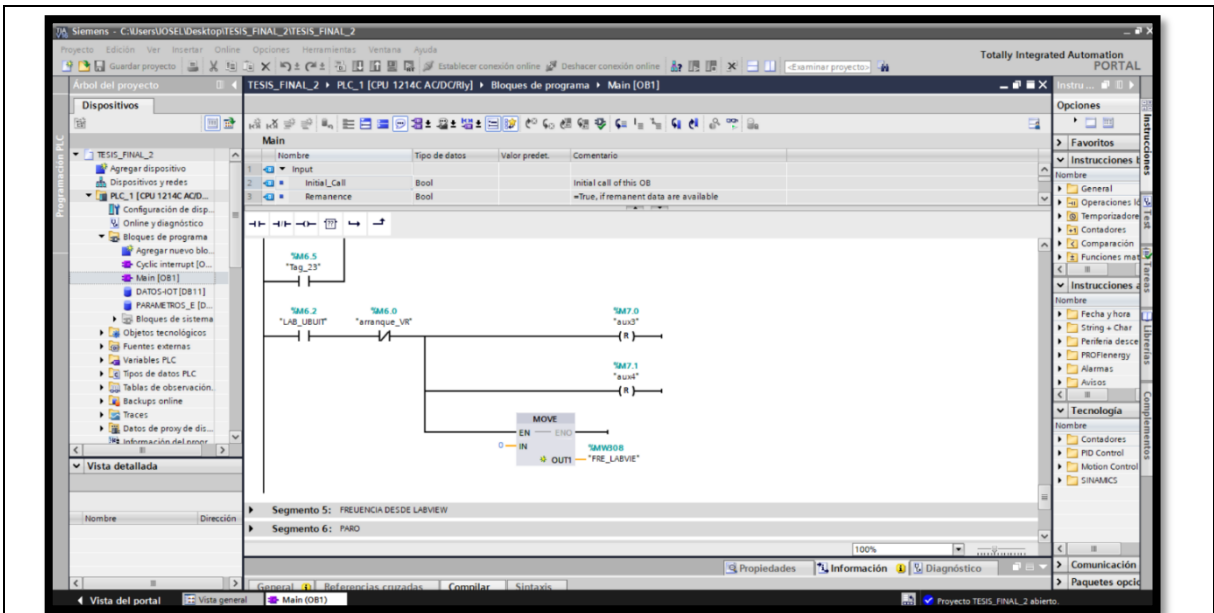 Siemens - C:\Users\JOSEL\Desktop\TESIS_FINAL_2\TESIS_FINAL_2
Proyecto Edición Ver Insertar Online Opciones Herramientas Ventana Ayuda
Guardar proyecto Establecer conexión online Deshacer conexión online <Examinar proyecto>
Totally Integrated Automation
PORTAL
Árbol del proyecto
TESIS_FINAL_2 PLC_1 [CPU 1214C AC/DC/Rly] Bloques de programa Main [OB1]
Instru...
Dispositivos
Opciones
Programación PLC
TESIS_FINAL_2
Agregar dispositivo
Dispositivos y redes
PLC_1 [CPU 1214C AC/D...
Configuración de disp...
Online y diagnóstico
Bloques de programa
Agregar nuevo blo...
Cyclic interrupt [O...
Main [OB1]
DATOS-IOT [DB11]
PARAMETROS_E [D...
Bloques de sistema
Objetos tecnológicos
Fuentes externas
Variables PLC
Tipos de datos PLC
Tablas de observación...
Backups online
Traces
Datos de proxy de dis...
Vista detallada
Nombre Dirección
Main
Nombre Tipo de datos Valor predet. Comentario
1 Input
2 Initial_Call Bool Initial call of this OB
3 Remanence Bool =True, if remanent data are available
%M6.5
"Tag_23"
%M6.2 %M6.0 %M7.0
"LAB_UBUIT" "arranque_VR" "aux3"
R
%M7.1
"aux4"
R
MOVE
EN ENO
0 IN %MW308
OUT1 "FRE_LABVIE"
Segmento 5: FREUENCIA DESDE LABVIEW
Segmento 6: PARO
100%
Propiedades Información Diagnóstico
General Referencias cruzadas Compilar Sintaxis
Favoritos
Instrucciones b
Nombre
General
Operaciones ló
Temporizadore
Contadores
Comparación
Funciones mat
Instrucciones a
Nombre
Fecha y hora
String + Char
Periferia desce
PROFIenergy
Alarmas
Avisos
Tecnología
Nombre
Contadores
PID Control
Motion Control
SINAMICS
Comunicación
Paquetes opcio
Instrucciones
Test
Tareas
Librerías
Complementos
Vista del portal Vista general Main (OB1) Proyecto TESIS_FINAL_2 abierto.